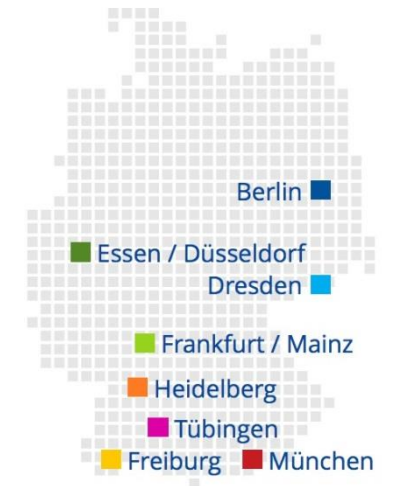 Berlin
Essen / Düsseldorf
Dresden
Frankfurt / Mainz
Heidelberg
Tübingen
Freiburg München